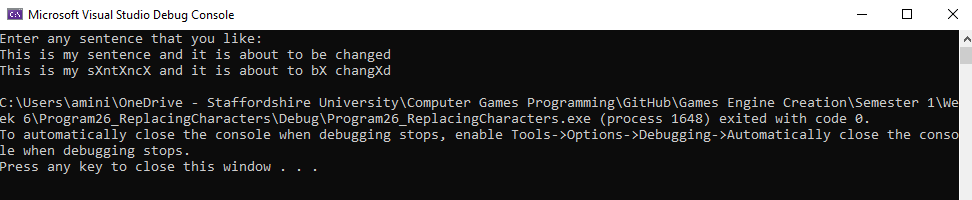 Microsoft Visual Studio Debug Console
Enter any sentence that you like:
This is my sentence and it is about to be changed
This is my sXntXncX and it is about to bX changXd
C:\Users\amini\OneDrive - Staffordshire University\Computer Games Programming\GitHub\Games Engine Creation\Semester 1\We
ek 6\Program26_ReplacingCharacters\Debug\Program26_ReplacingCharacters.exe (process 1648) exited with code 0.
To automatically close the console when debugging stops, enable Tools->Options->Debugging->Automatically close the conso
le when debugging stops.
Press any key to close this window . . .